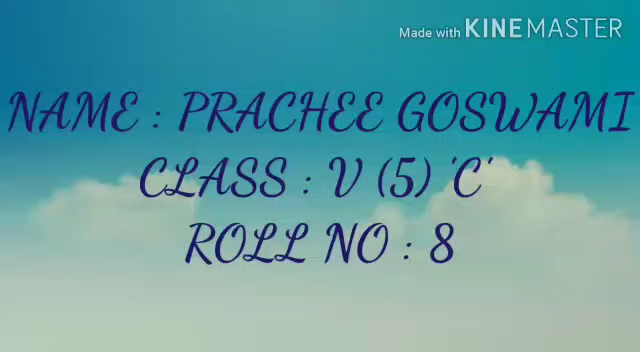 Made with KINEMASTER
NAME : PRACHEE GOSWAMI
CLASS : V (5) 'C'
ROLL NO : 8